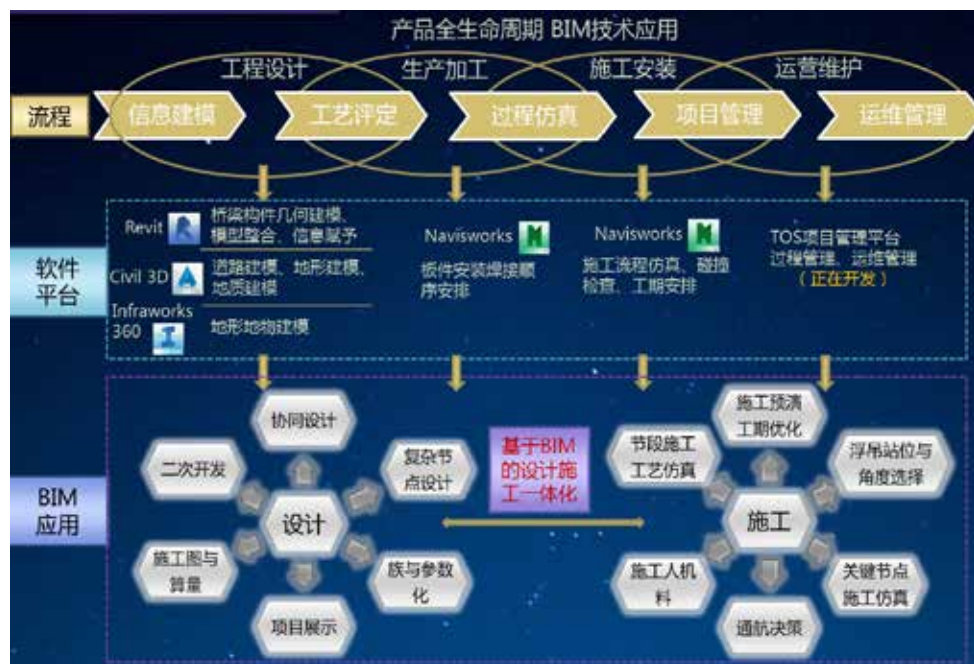 产品全生命周期 BIM技术应用
工程设计
生产加工
施工安装
运营维护
流程
信息建模
工艺评定
过程仿真
项目管理
运维管理
软件
平台
Revit
桥梁构件几何建模、
模型整合、信息赋予
Civil 3D
道路建模、地形建模、
地质建模
Infraworks
360
地形地物建模
Navisworks
板件安装焊接顺
序安排
Navisworks
施工流程仿真、碰撞
检查、工期安排
TOS项目管理平台
过程管理、运维管理
（正在开发）
BIM
应用
协同设计
二次开发
复杂节
点设计
设计
施工图与
算量
族与参数
化
项目展示
基于BIM
的设计施
工一体化
施工预演
工期优化
节段施工
工艺仿真
浮吊站位与
角度选择
施工
施工人机
料
关键节点
施工仿真
通航决策